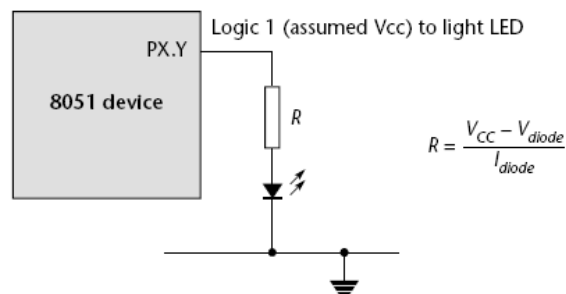 Logic 1 (assumed Vcc) to light LED
PX.Y
8051 device
R
R = (V_CC – V_diode) / I_diode